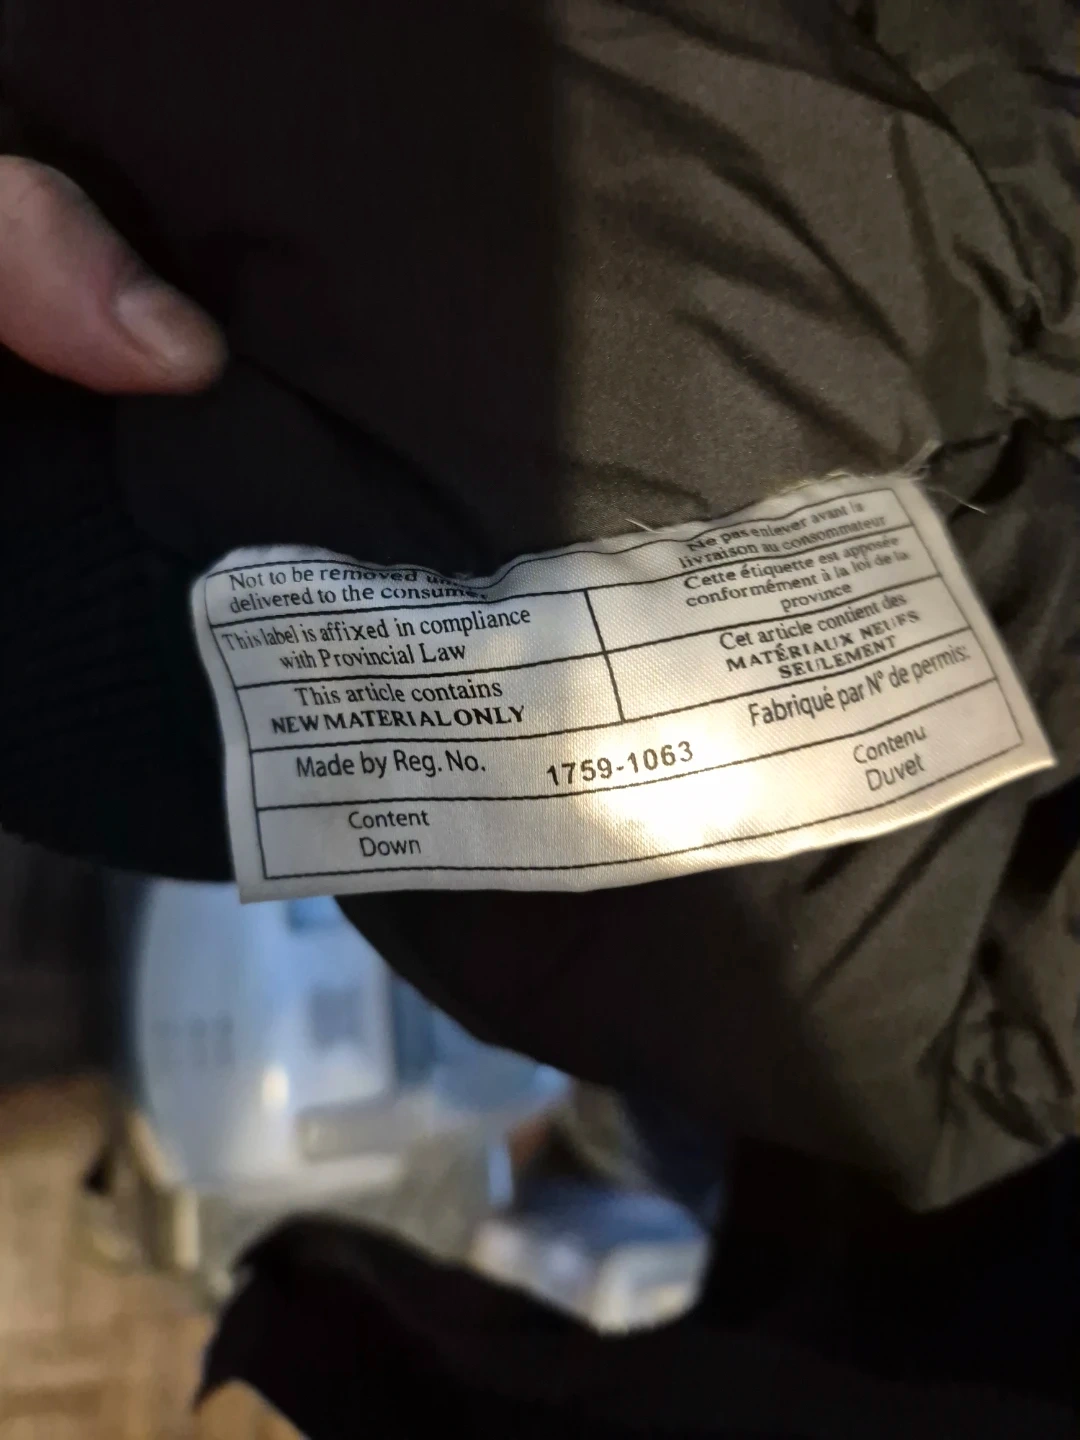 Not to be removed
delivered to the consumer
This label is affixed in compliance
with Provincial Law
This article contains
NEW MATERIAL ONLY
Ne pas enlever avant la
livraison au consommateur
Cette étiquette est apposée
conformément à la loi de la
province
Cet article contient des
MATÉRIAUX NEUFS
SEULEMENT
Made by Reg. No. 1759-1063 Fabriqué par N° de permis:
Content
Down
Contenu
Duvet